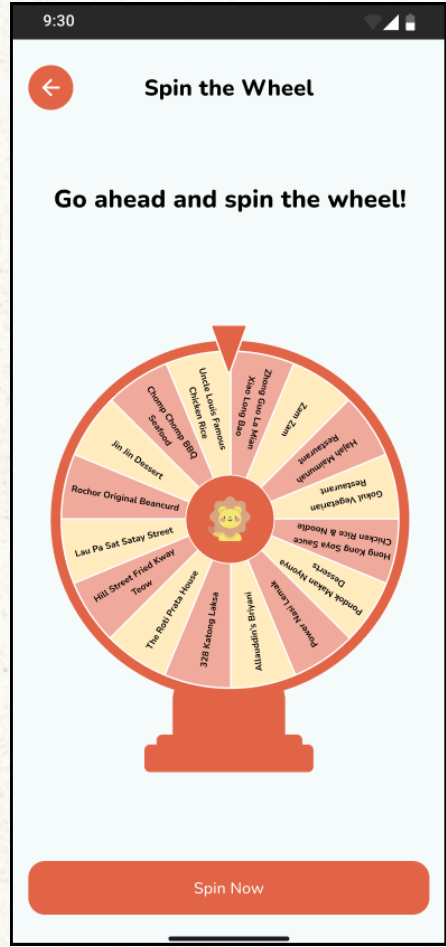 9:30
Spin the Wheel
Go ahead and spin the wheel!
Zhong Guo La Mian
Xiao Long Bao
Zam Zam
Hajah Maimunah
Restaurant
Gokul Vegetarian
Restaurant
Hong Kong Soya Sauce
Chicken Rice & Noodle
Pondok Makan Nyonya
Desserts
Power Nasi Lemak
Allauddin's Briyani
328 Katong Laksa
The Roti Prata House
Hill Street Fried Kway
Teow
Lau Pa Sat Satay Street
Rochor Original Beancurd
Jin Jin Dessert
Chomp Chomp BBQ
Seafood
Uncle Louis Famous
Chicken Rice
Spin Now